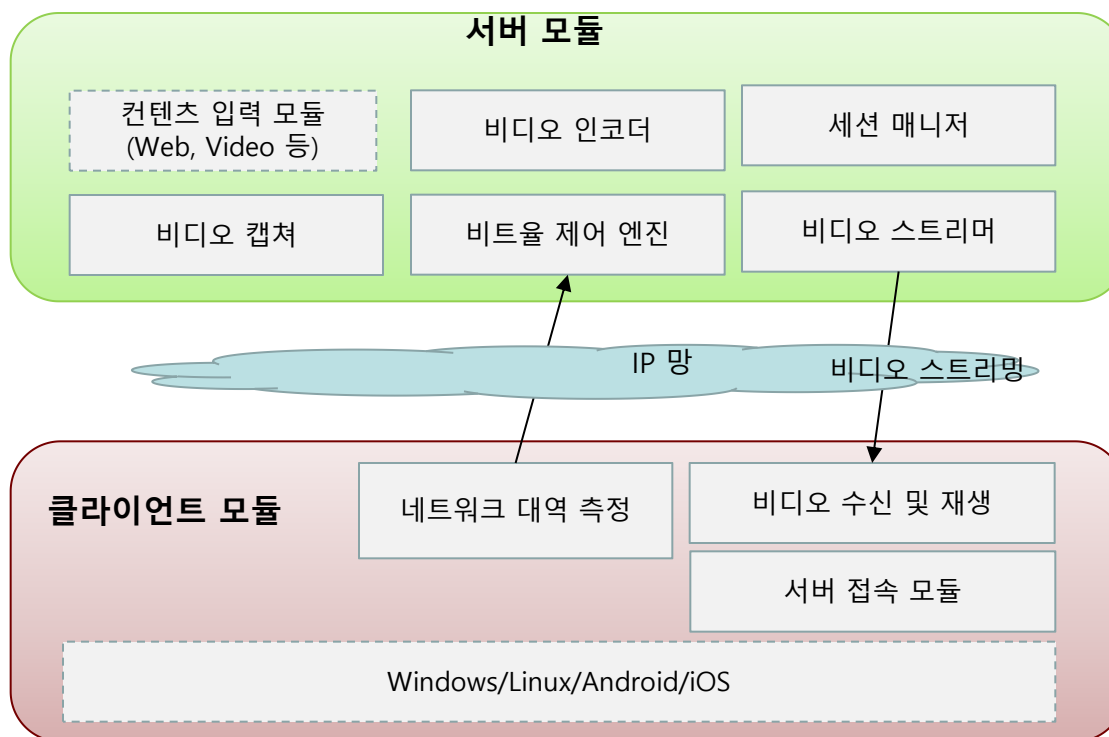 서버 모듈
컨텐츠 입력 모듈
(Web, Video 등)
비디오 인코더
세션 매니저
비디오 캡쳐
비트율 제어 엔진
비디오 스트리머
IP 망
비디오 스트리밍
클라이언트 모듈
네트워크 대역 측정
비디오 수신 및 재생
서버 접속 모듈
Windows/Linux/Android/iOS